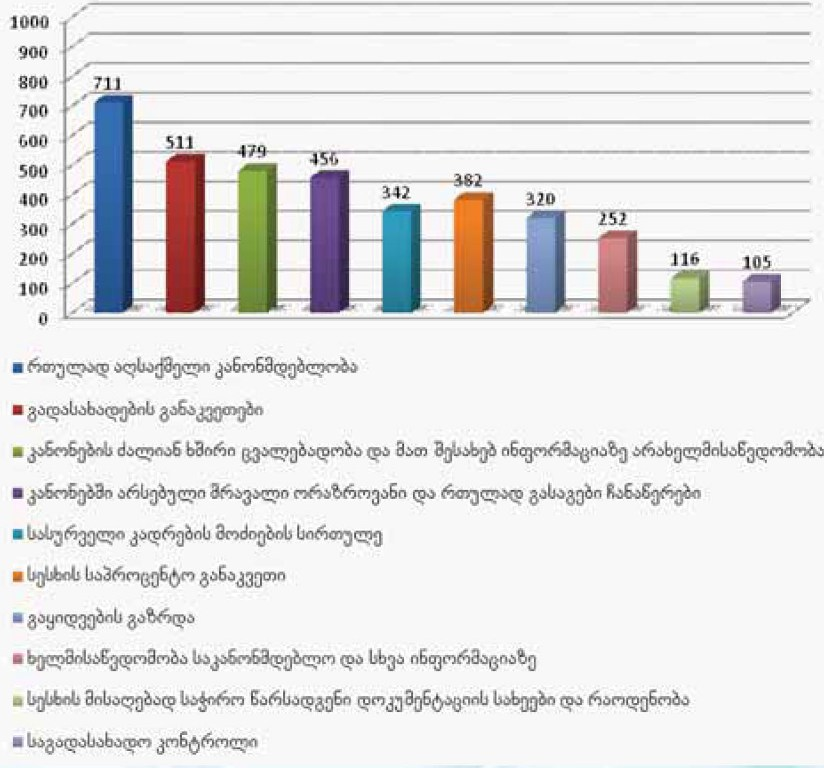 1000
900
800
700
600
500
400
300
200
100
0
711
511
479
456
342
382
320
252
116
105
რთულად აღსაქმელი კანონმდებლობა
გადასახადების განაკვეთები
კანონების ძალიან ხშირი ცვალებადობა და მათ შესახებ ინფორმაციაზე არახელმისაწვდომობა
კანონებში არსებული მრავალი ორაზროვანი და რთულად გასაგები ჩანაწერები
სასურველი კადრების მოძიების სირთულე
სესხის საპროცენტო განაკვეთი
გაყიდვების გაზრდა
ხელმისაწვდომობა საკანონმდებლო და სხვა ინფორმაციაზე
სესხის მისაღებად საჭირო წარსადგენი დოკუმენტაციის სახეები და რაოდენობა
საგადასახადო კონტროლი